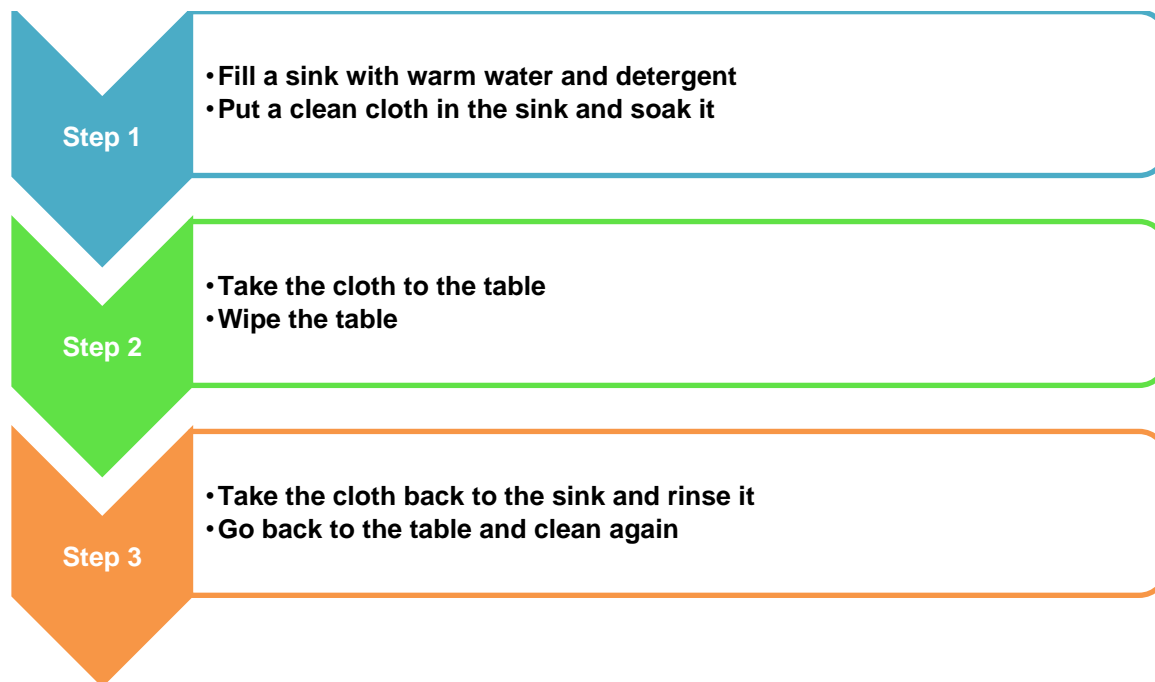 Step 1
•Fill a sink with warm water and detergent
•Put a clean cloth in the sink and soak it
Step 2
•Take the cloth to the table
•Wipe the table
Step 3
•Take the cloth back to the sink and rinse it
•Go back to the table and clean again